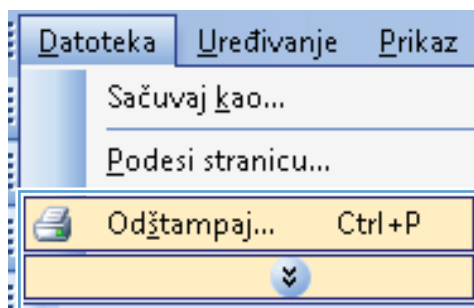 Datoteka Uređivanje Prikaz
Sačuvaj kao...
Podesi stranicu...
Odštampaj... Ctrl+P